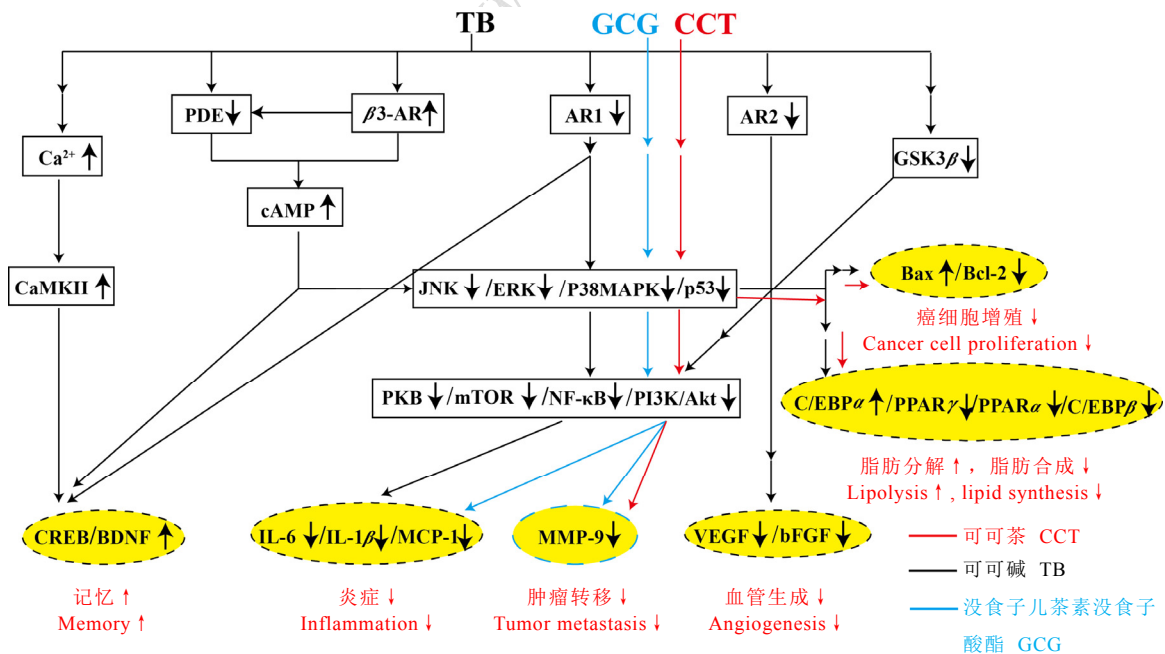 TB GCG CCT
PDE↓ β3-AR↑ AR1↓ AR2↓
Ca²⁺↑ GSK3β↓
cAMP↑
CaMKII↑ JNK↓/ERK↓/P38MAPK↓/p53↓ Bax↑/Bcl-2↓
癌细胞增殖↓
Cancer cell proliferation↓
PKB↓/mTOR↓/NF-κB↓/PI3K/Akt↓ C/EBPα↑/PPARγ↓/PPARα↓/C/EBPβ↓
脂肪分解↑，脂肪合成↓
Lipolysis↑, lipid synthesis↓
CREB/BDNF↑ IL-6↓/IL-1β↓/MCP-1↓ MMP-9↓ VEGF↓/bFGF↓
记忆↑ 炎症↓ 肿瘤转移↓ 血管生成↓
Memory↑ Inflammation↓ Tumor metastasis↓ Angiogenesis↓
可可茶 CCT
可可碱 TB
没食子儿茶素没食子
酸酯 GCG